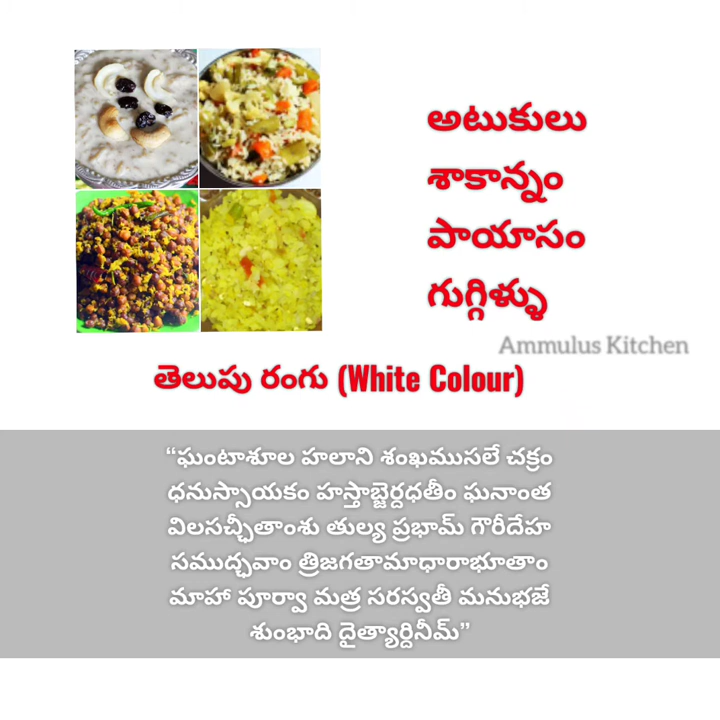 అటుకులు
శాకాన్నం
పాయాసం
గుగ్గిళ్ళు
Ammulus Kitchen
తెలుపు రంగు (White Colour)
“ఘంటాశూల హలాని శంఖముసలే చక్రం
ధనుస్సాయకం హస్తాబ్జైర్దధతీం ఘనాంత
విలసచ్ఛీతాంశు తుల్య ప్రభామ్ గౌరీదేహ
సముద్భవాం త్రిజగతామాధారాభూతాం
మాహా పూర్వా మత్ర సరస్వతీ మనుభజే
శుంభాది దైత్యార్దినీమ్”